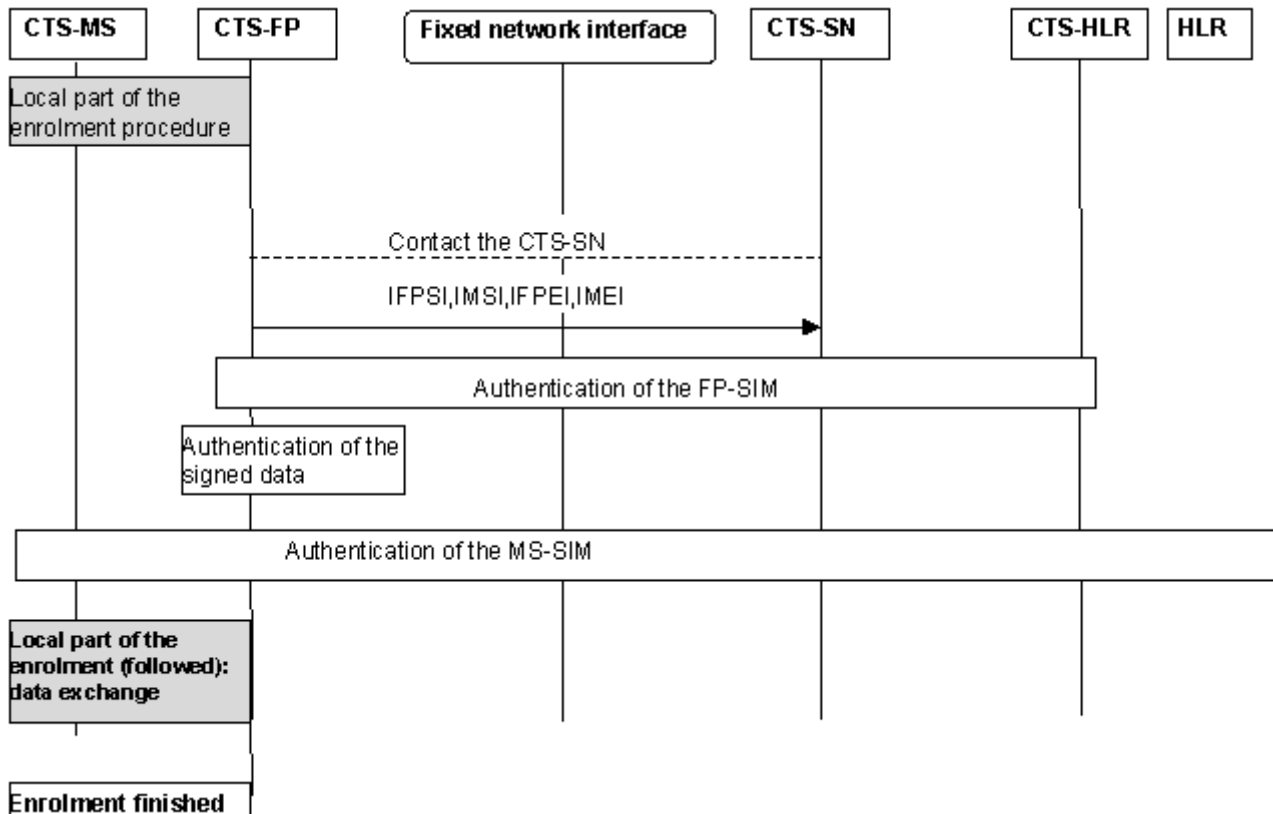 CTS-MS
CTS-FP
Fixed network interface
CTS-SN
CTS-HLR
HLR
Local part of the
enrolment procedure
Contact the CTS-SN
IFPSI,IMSI,IFPEI,IMEI
Authentication of the FP-SIM
Authentication of the
signed data
Authentication of the MS-SIM
Local part of the
enrolment (followed):
data exchange
Enrolment finished